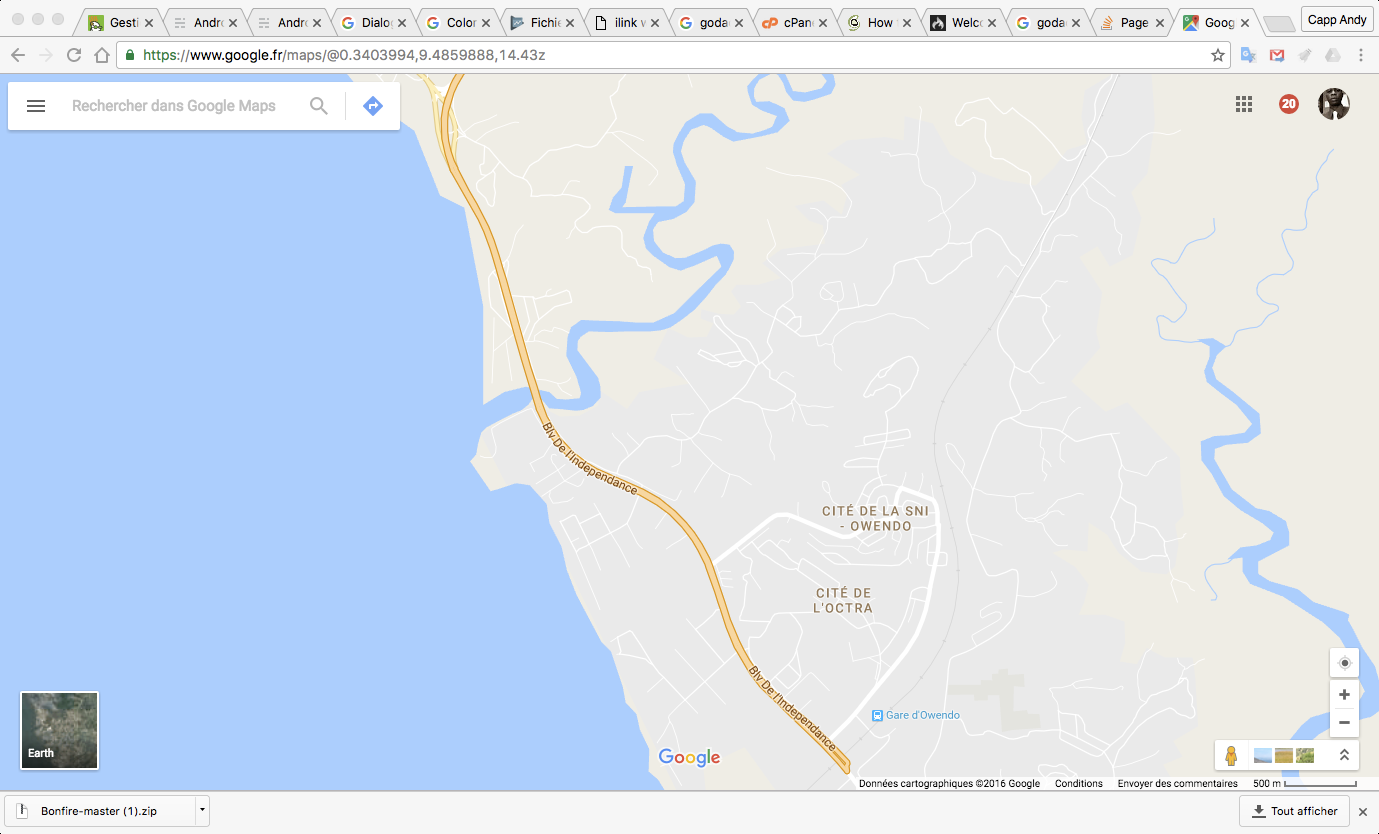 Gesti
Andro
Andro
Dialo
Color
Fichie
ilink w
goda
cPan
How
Welc
goda
Page
Goog
Capp Andy
https://www.google.fr/maps/@0.3403994,9.4859888,14.43z
Rechercher dans Google Maps
20
Blv De l'Independance
CITÉ DE LA SNI
- OWENDO
CITÉ DE
L'OCTRA
Blv De l'Independance
Gare d'Owendo
Earth
Google
Données cartographiques ©2016 Google
Conditions
Envoyer des commentaires
500 m
Bonfire-master (1).zip
Tout afficher